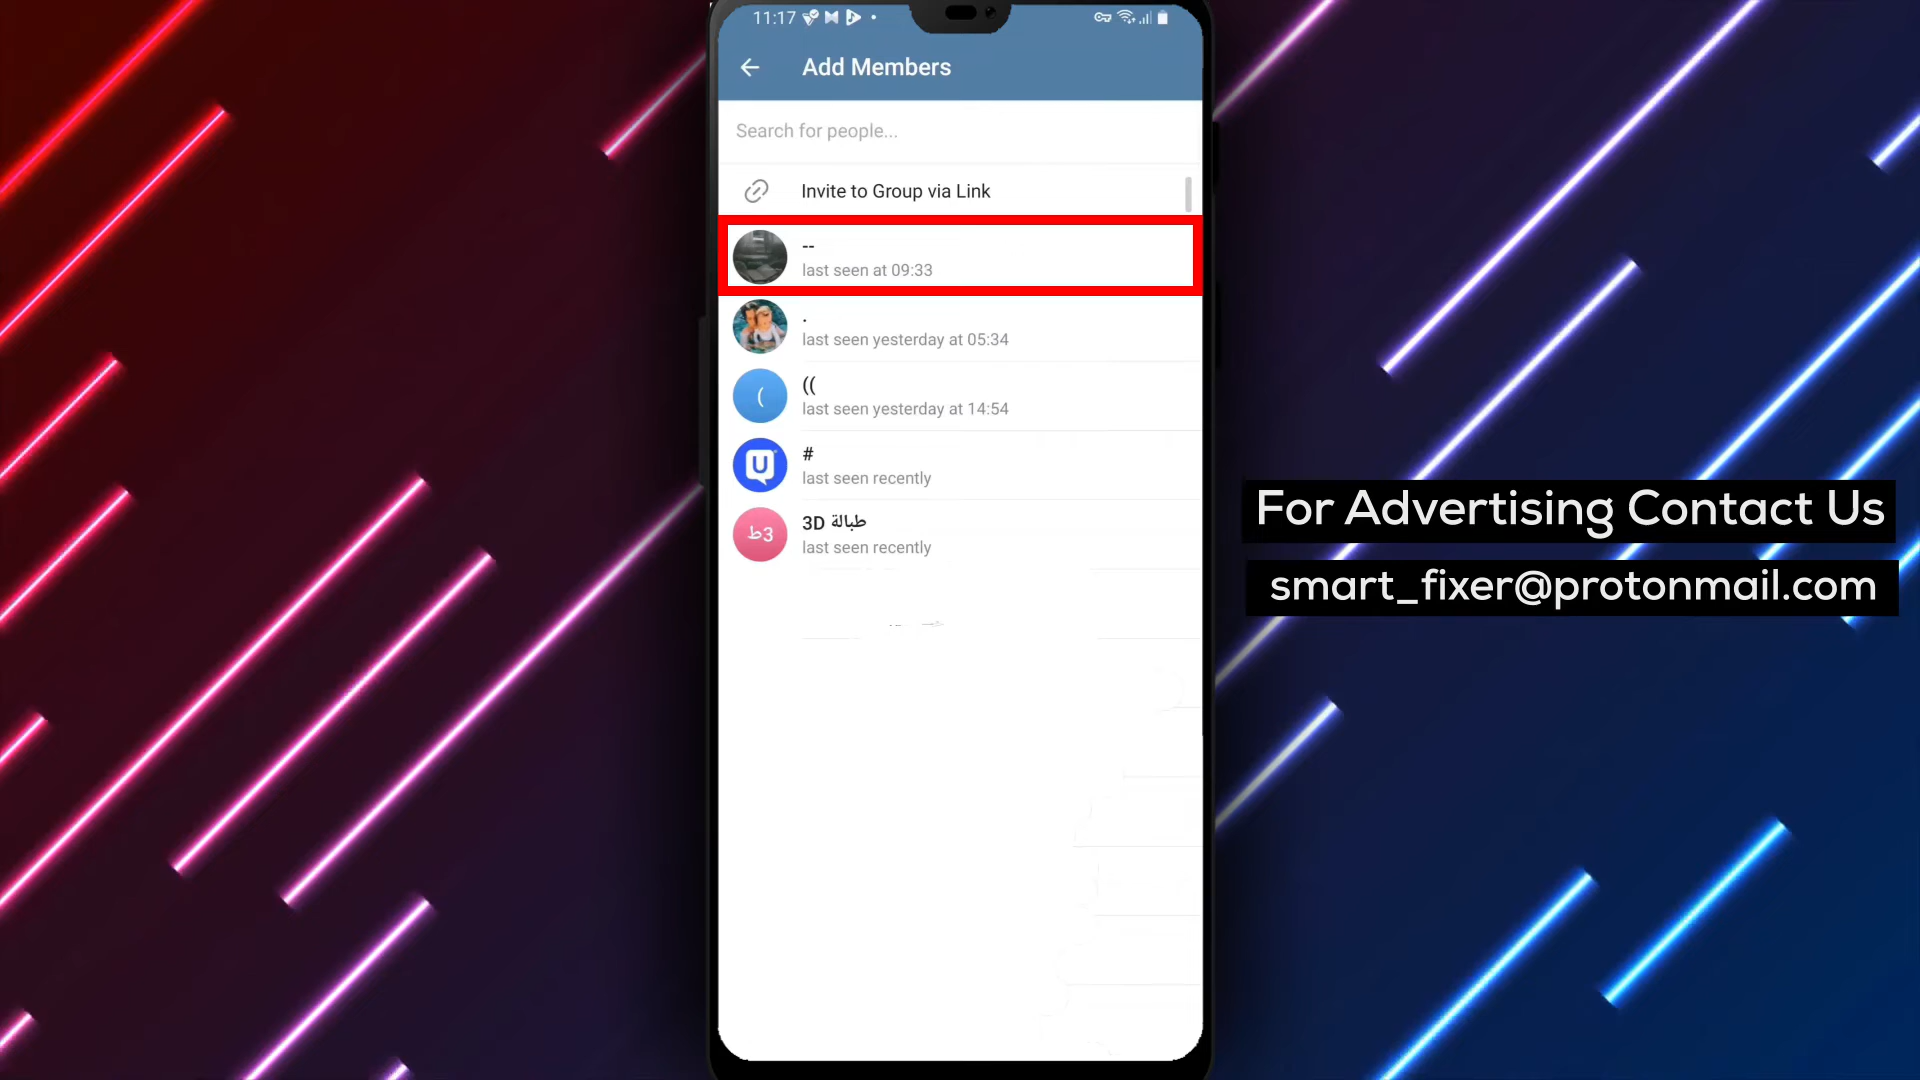 11:17
Add Members
Search for people...
Invite to Group via Link
--
last seen at 09:33
.
last seen yesterday at 05:34
(
((
last seen yesterday at 14:54
U
#
last seen recently
3ط
3D طبالة
last seen recently
For Advertising Contact Us
smart_fixer@protonmail.com